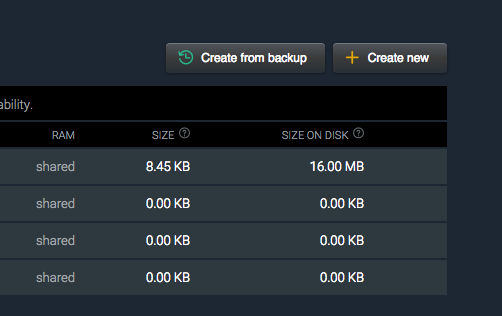 Create from backup Create new
ability.
RAM SIZE ? SIZE ON DISK ?
shared 8.45 KB 16.00 MB
shared 0.00 KB 0.00 KB
shared 0.00 KB 0.00 KB
shared 0.00 KB 0.00 KB